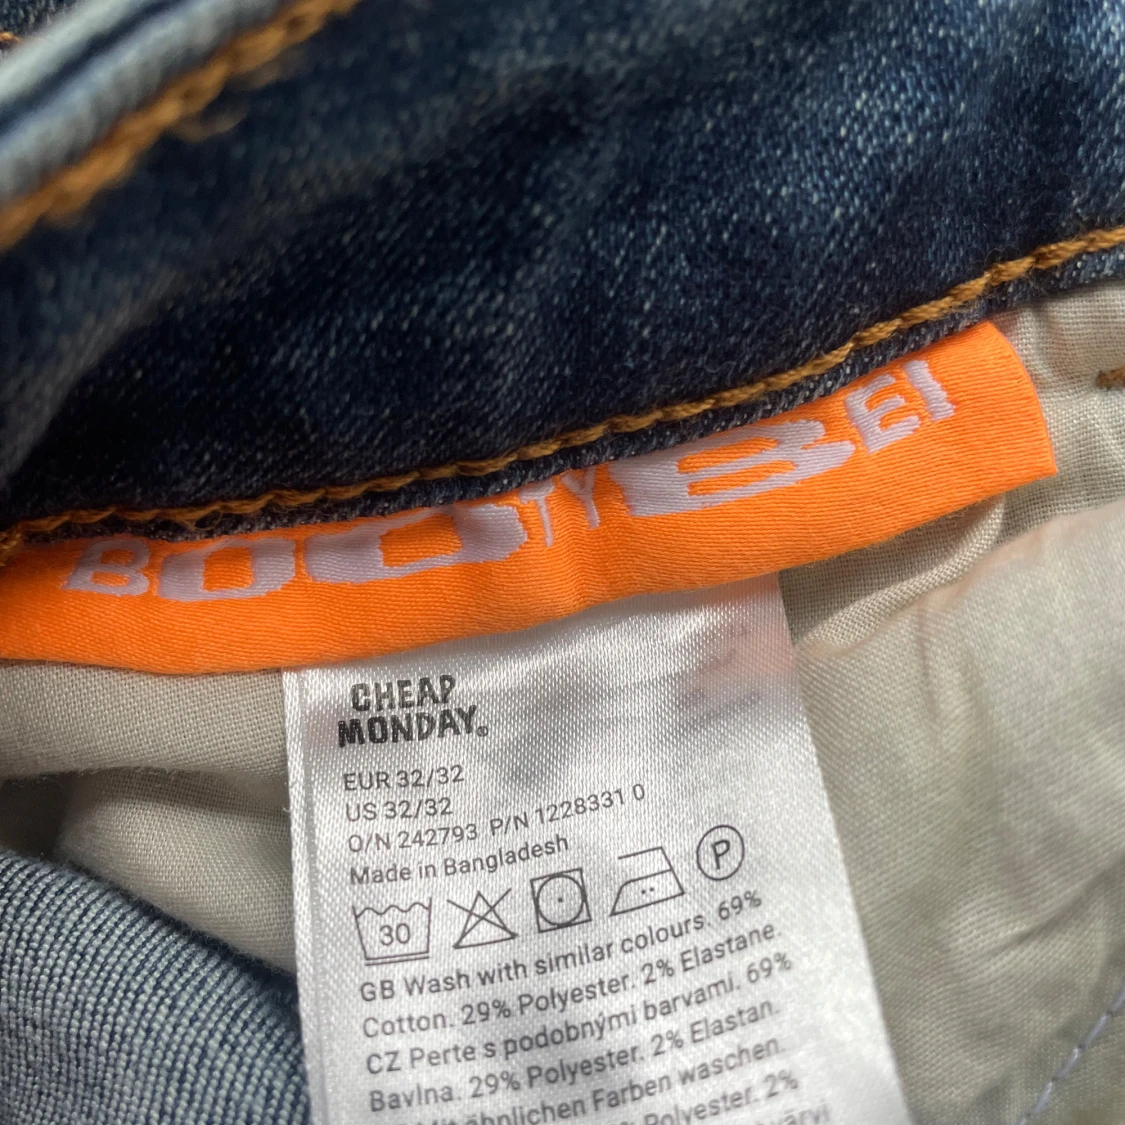 BOOTYBEI
CHEAP
MONDAY®
EUR 32/32
US 32/32
O/N 242793 P/N 1228331 0
Made in Bangladesh
30
P
GB Wash with similar colours. 69%
Cotton. 29% Polyester. 2% Elastane.
CZ Perte s podobnými barvami. 69%
Bavlna. 29% Polyester. 2% Elastan.
Mit ähnlichen Farben waschen.
Polyester. 2%